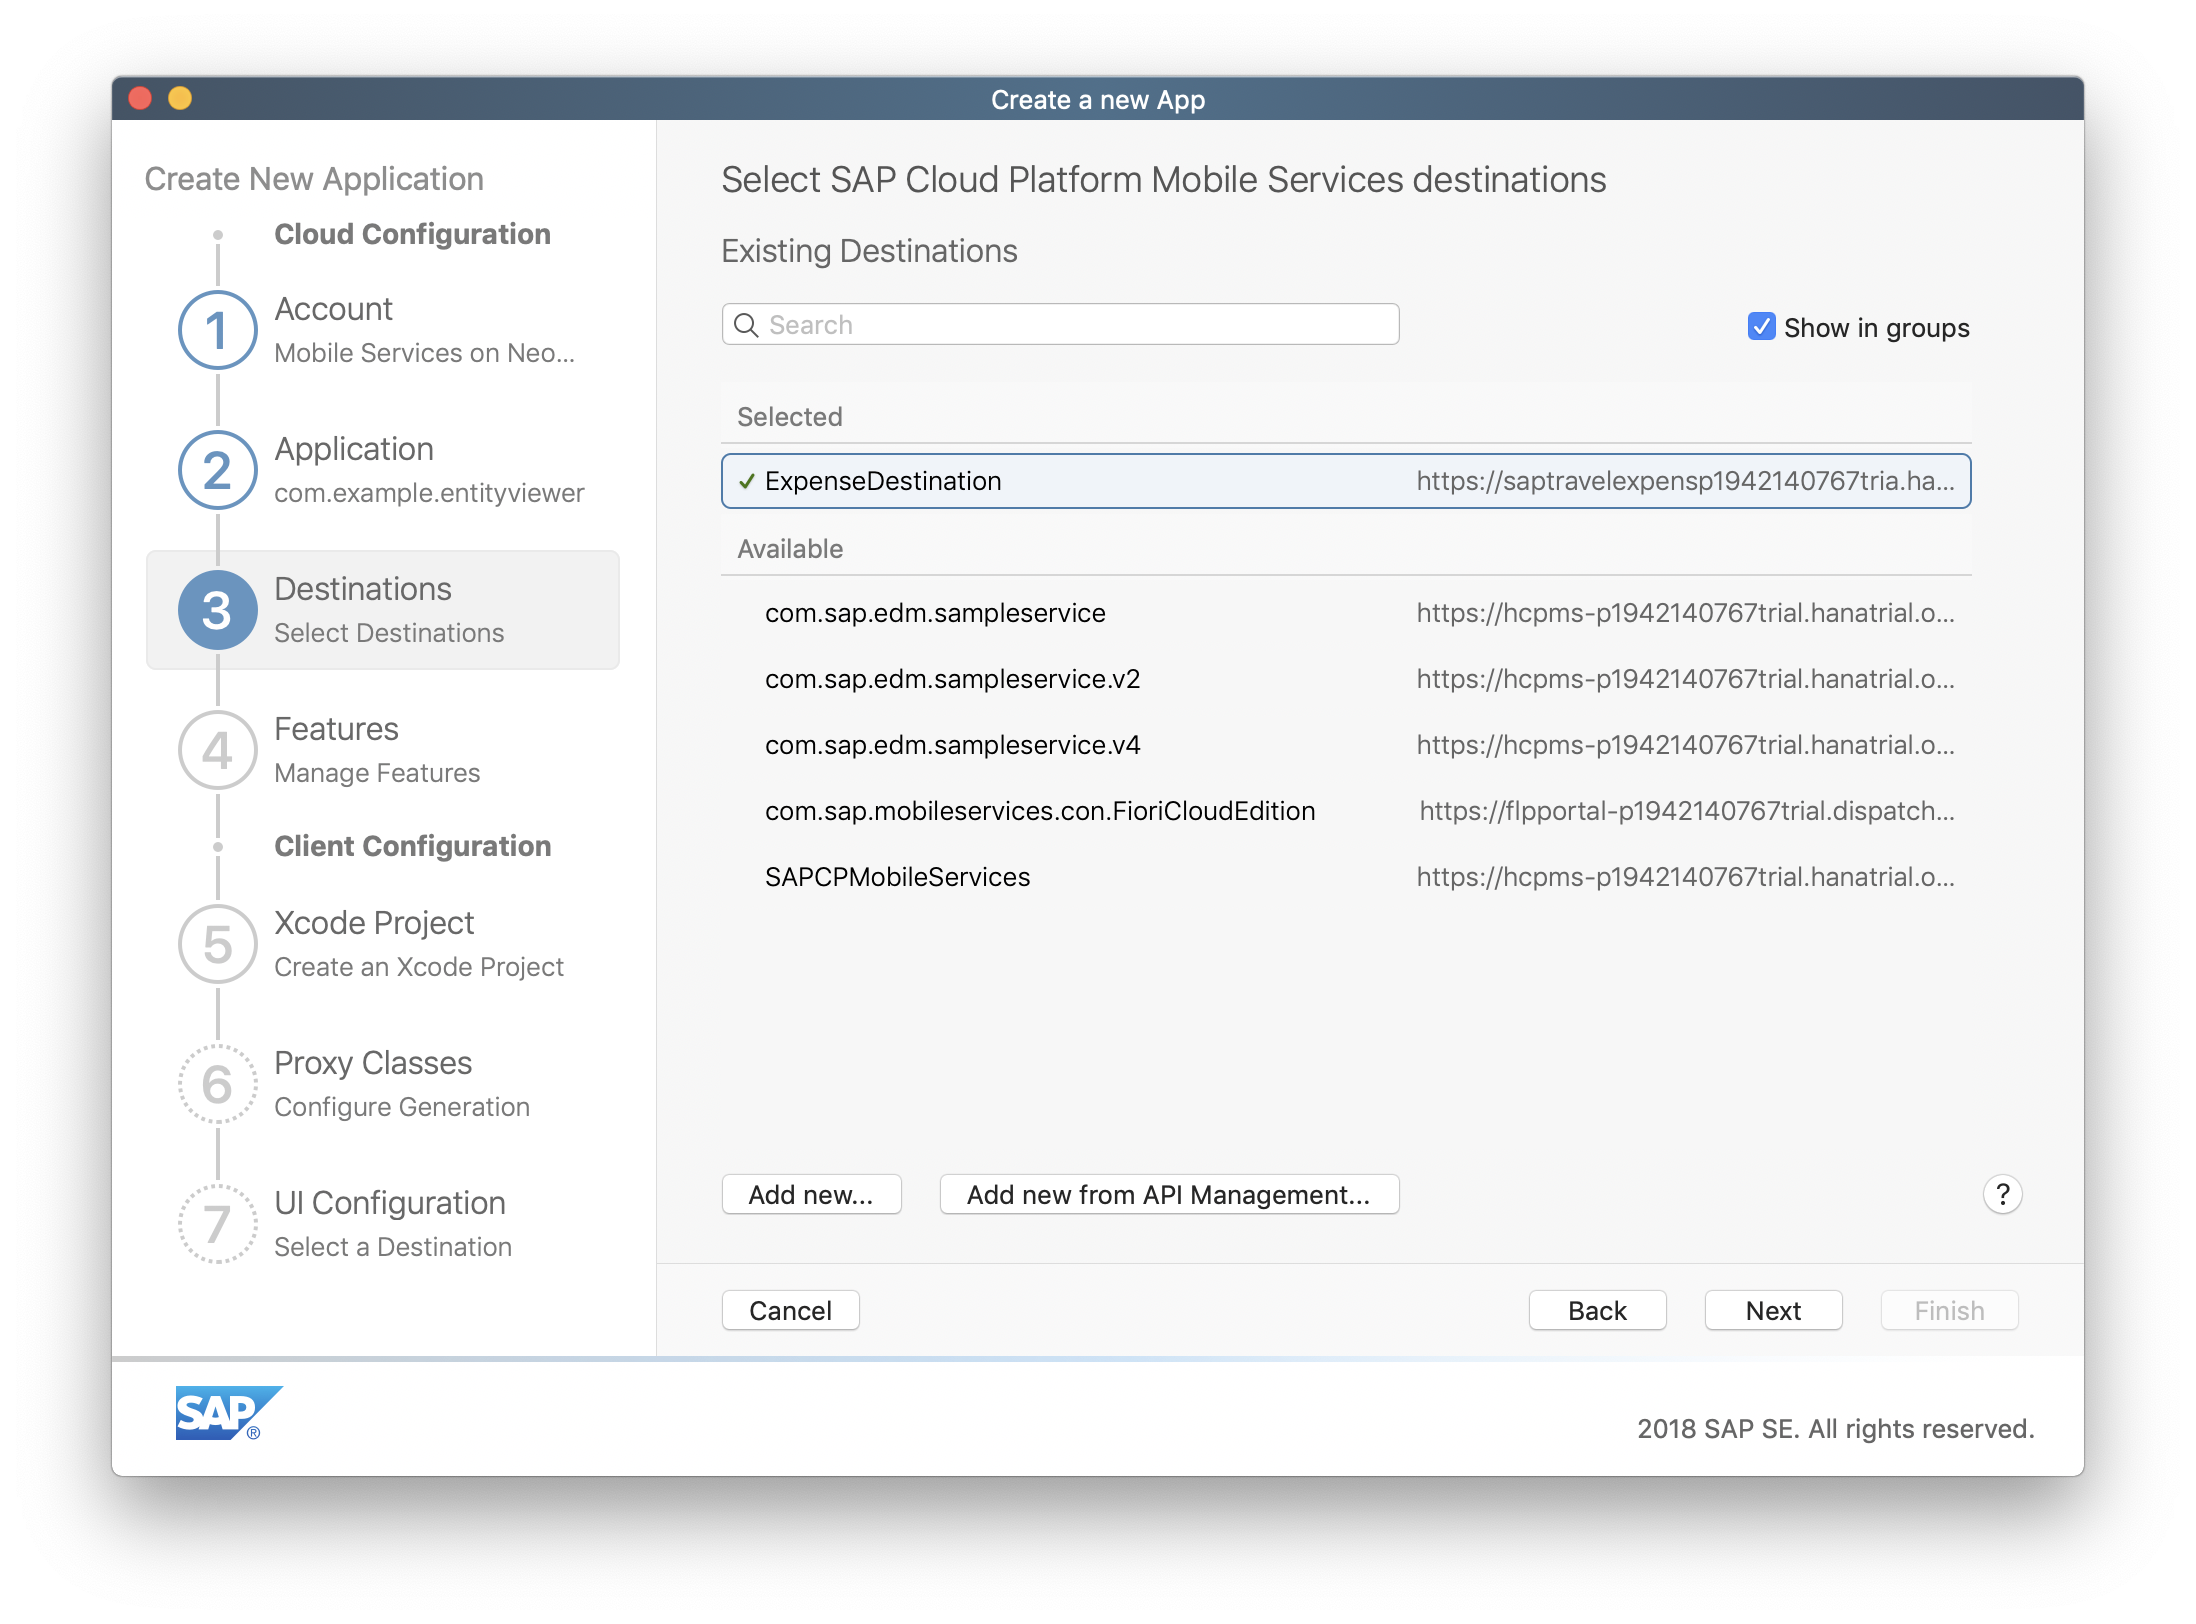 Create a new App
Create New Application
Cloud Configuration
1
Account
Mobile Services on Neo...
2
Application
com.example.entityviewer
3
Destinations
Select Destinations
4
Features
Manage Features
Client Configuration
5
Xcode Project
Create an Xcode Project
6
Proxy Classes
Configure Generation
7
UI Configuration
Select a Destination
Select SAP Cloud Platform Mobile Services destinations
Existing Destinations
Search
Show in groups
Selected
ExpenseDestination https://saptravelexpensp1942140767tria.ha...
Available
com.sap.edm.sampleservice https://hcpms-p1942140767trial.hanatrial.o...
com.sap.edm.sampleservice.v2 https://hcpms-p1942140767trial.hanatrial.o...
com.sap.edm.sampleservice.v4 https://hcpms-p1942140767trial.hanatrial.o...
com.sap.mobileservices.con.FioriCloudEdition https://flpportal-p1942140767trial.dispatch...
SAPCPMobileServices https://hcpms-p1942140767trial.hanatrial.o...
Add new... Add new from API Management... ?
Cancel Back Next Finish
SAP®
2018 SAP SE. All rights reserved.